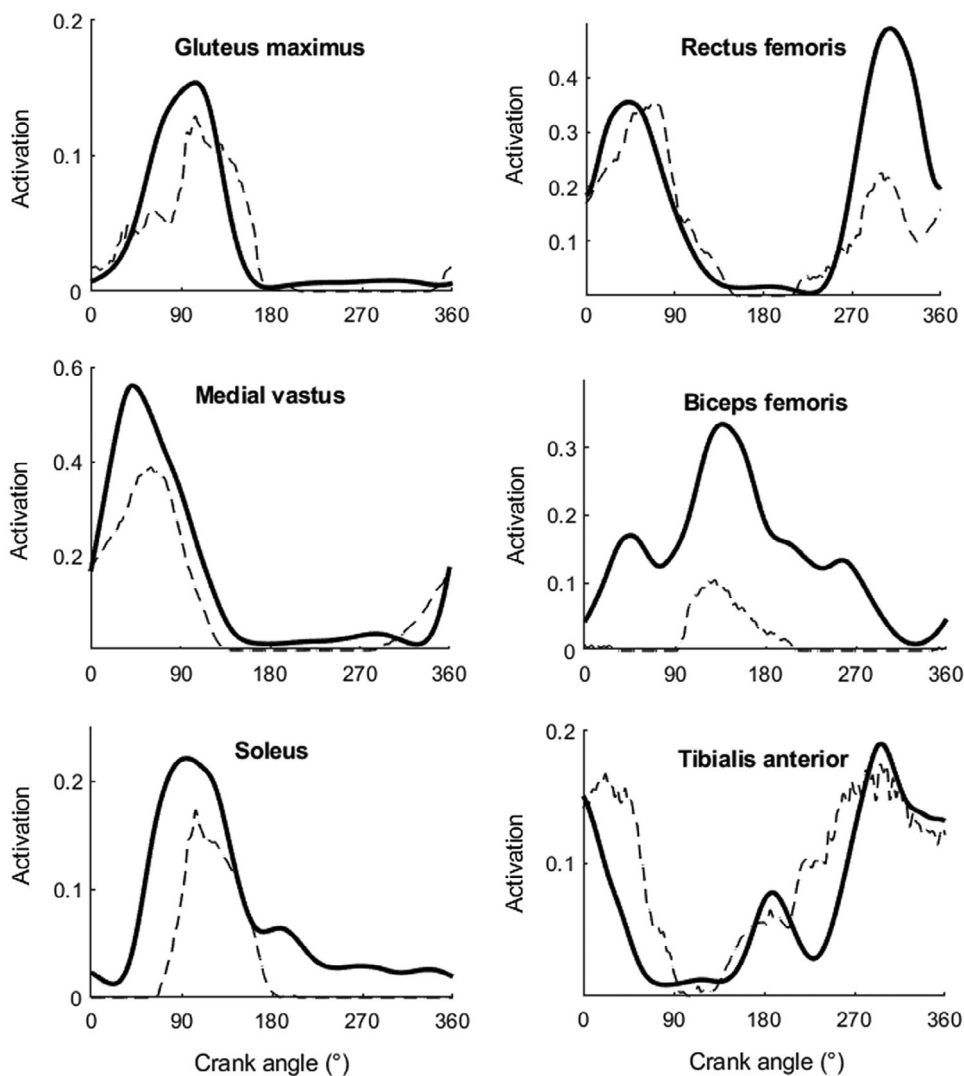 Gluteus maximus
Activation
0.2
0.1
0
0 90 180 270 360
Rectus femoris
Activation
0.4
0.3
0.2
0.1
0 90 180 270 360
Medial vastus
Activation
0.6
0.4
0.2
0 90 180 270 360
Biceps femoris
Activation
0.3
0.2
0.1
0
0 90 180 270 360
Soleus
Activation
0.2
0.1
0
0 90 180 270 360
Crank angle (°)
Tibialis anterior
Activation
0.2
0.1
0 90 180 270 360
Crank angle (°)